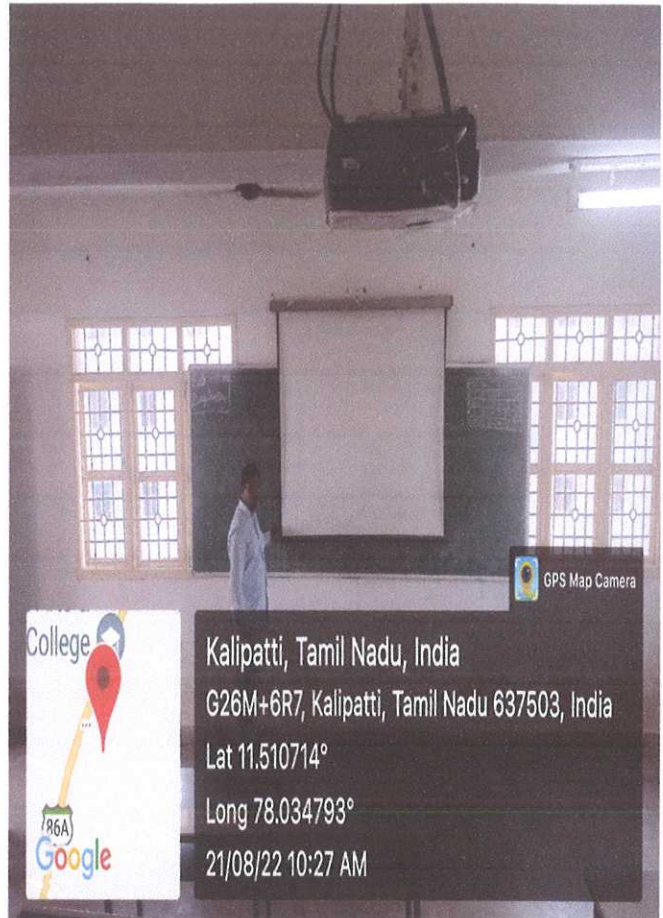 GPS Map Camera
College
86A
Google
Kalipatti, Tamil Nadu, India
G26M+6R7, Kalipatti, Tamil Nadu 637503, India
Lat 11.510714°
Long 78.034793°
21/08/22 10:27 AM